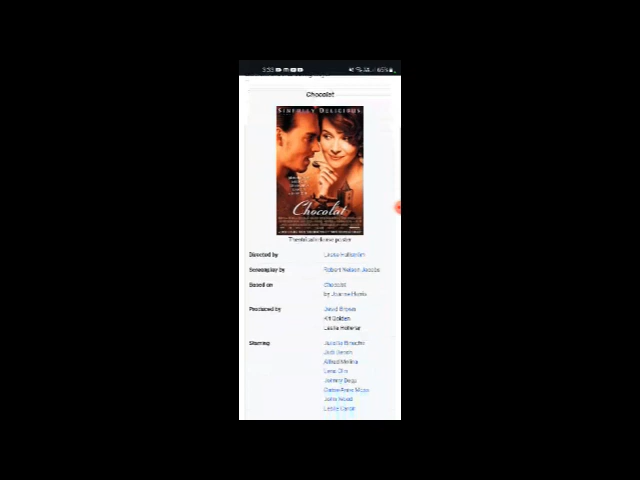 Chocolat
SINFULLY DELICIOUS
Chocolat
Theatrical release poster
Directed by Lasse Hallström
Screenplay by Robert Nelson Jacobs
Based on Chocolat
by Joanne Harris
Produced by David Brown
Kit Golden
Leslie Holleran
Starring Juliette Binoche
Judi Dench
Alfred Molina
Lena Olin
Johnny Depp
Carrie-Anne Moss
John Wood
Leslie Caron